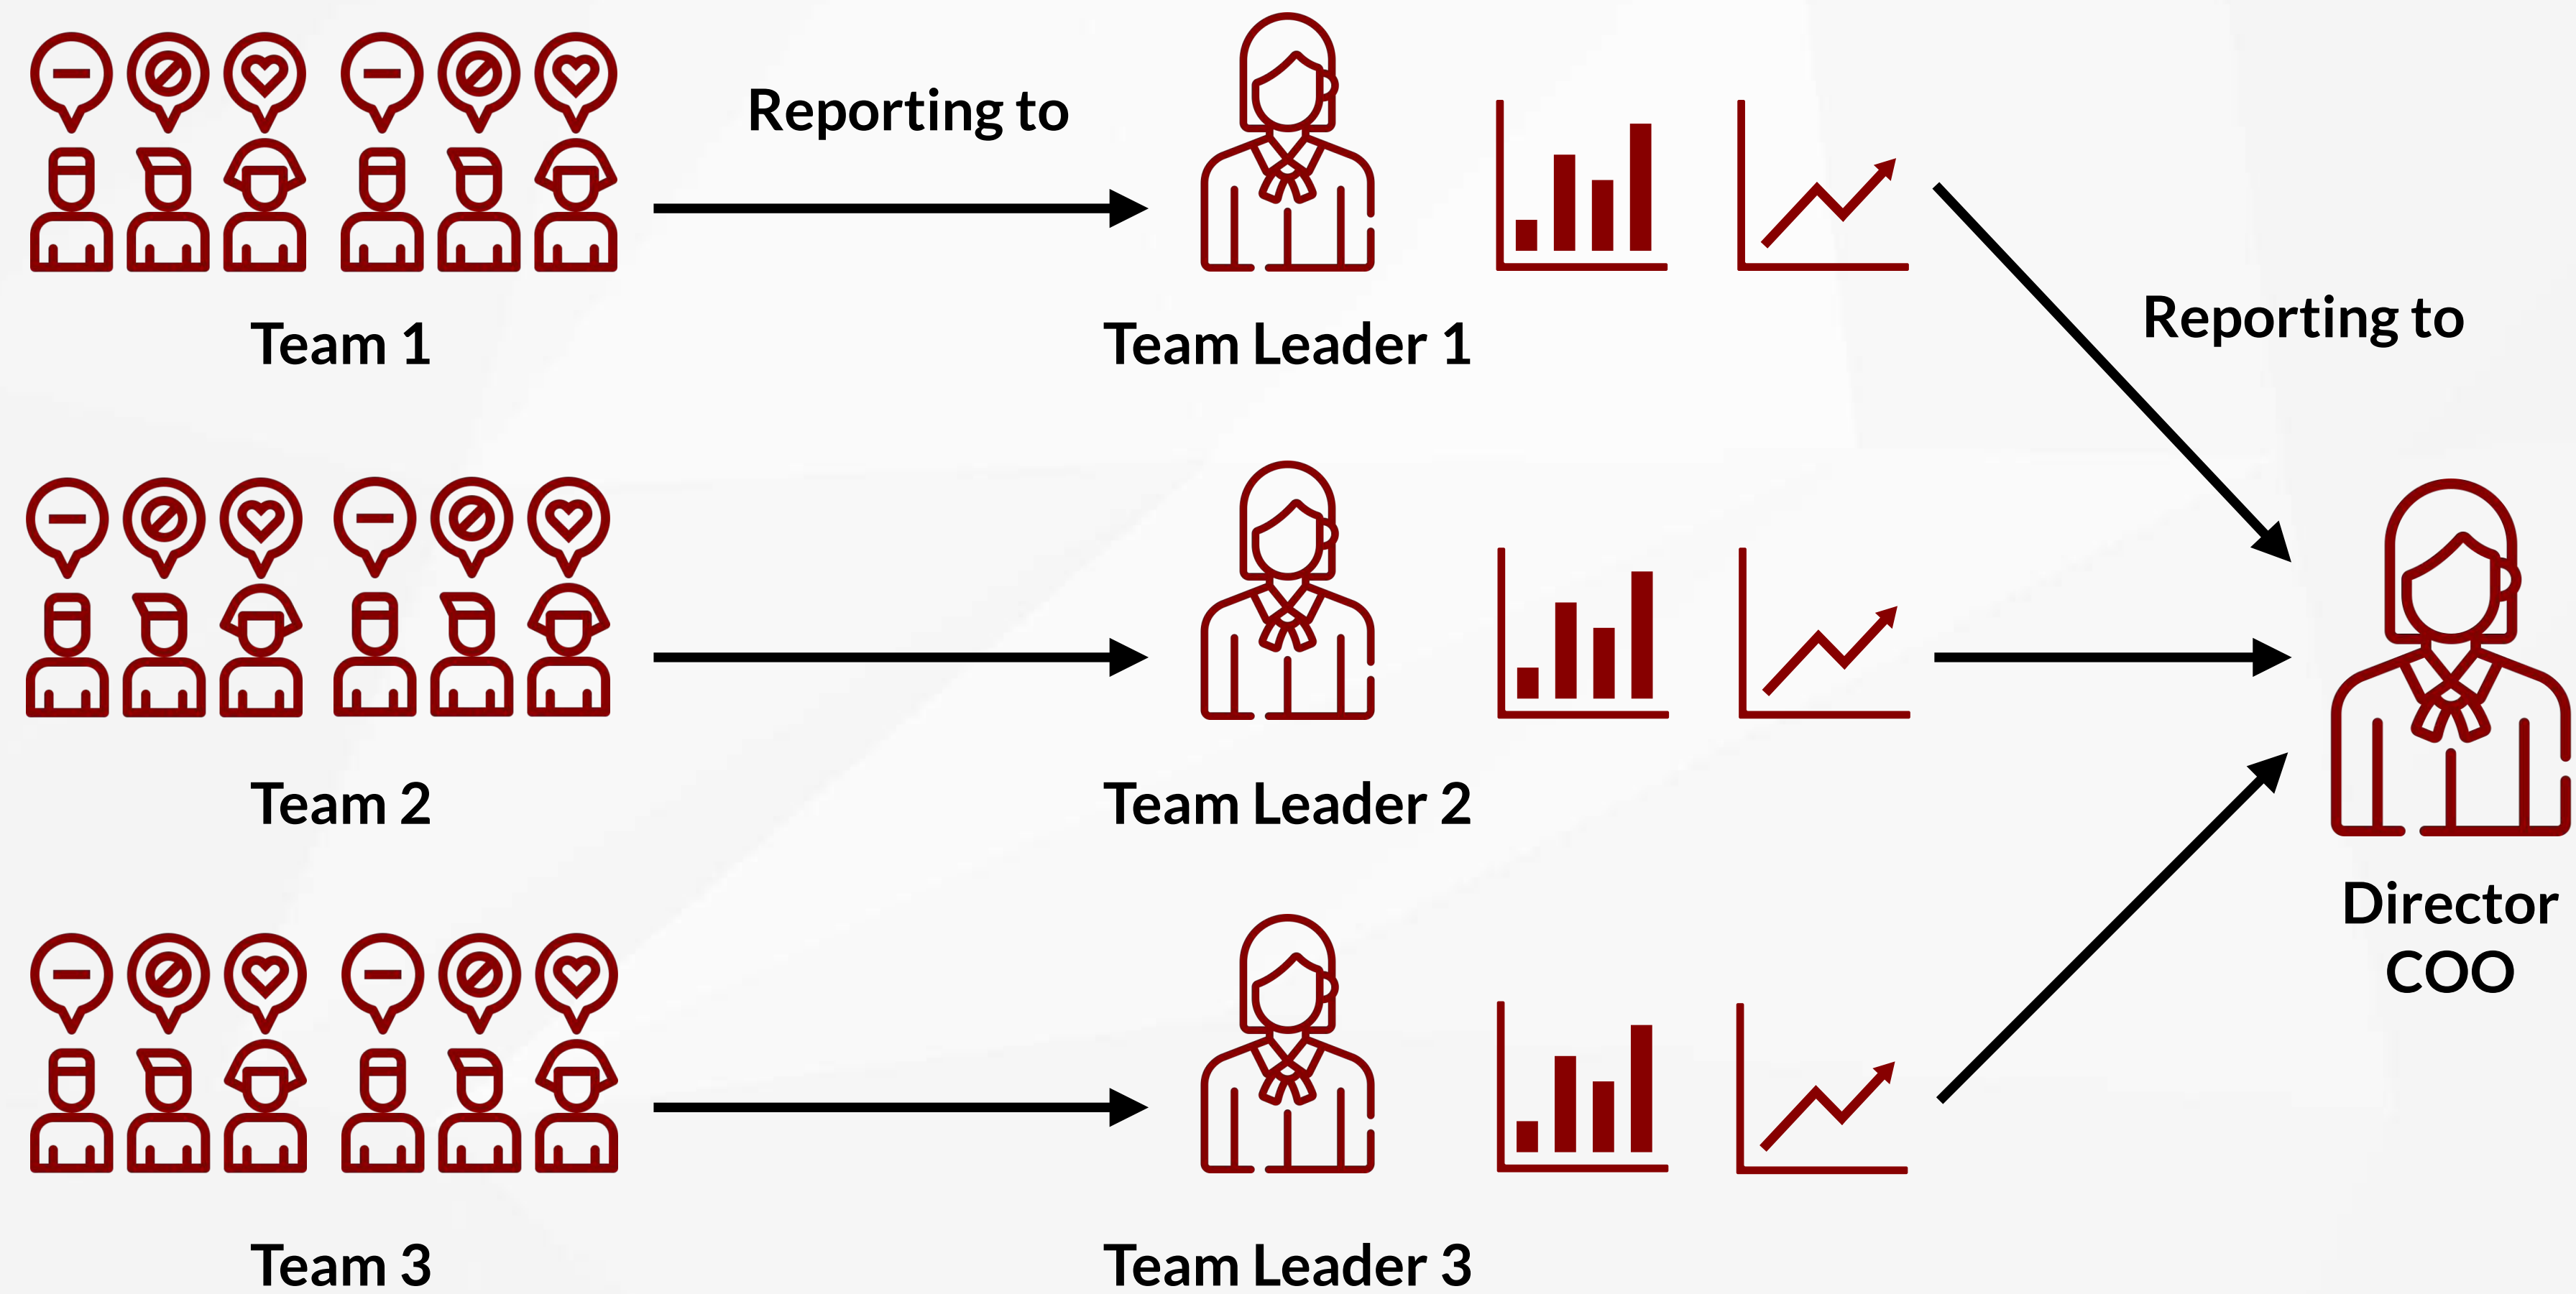 Reporting to
Team 1
Team Leader 1
Reporting to
Team 2
Team Leader 2
Director
COO
Team 3
Team Leader 3